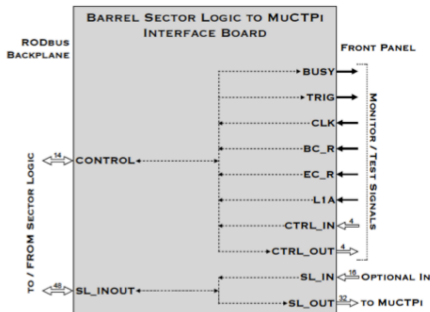 BARREL SECTOR LOGIC TO MUCTPI
INTERFACE BOARD
RODBUS
BACKPLANE
FRONT PANEL
BUSY
TRIG
CLK
BC_R
14
CONTROL
EC_R
L1A
CTRL_IN
4
CTRL_OUT
4
MONITOR /
TEST SIGNALS
TO / FROM SECTOR LOGIC
SL_IN
16
OPTIONAL IN
48
SL_INOUT
SL_OUT
32
TO MUCTPI